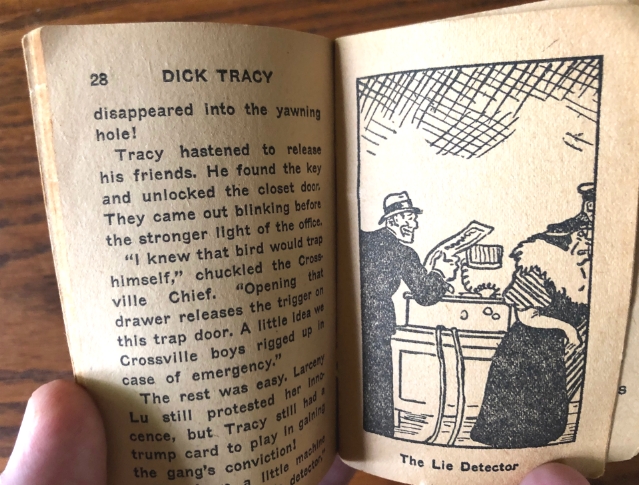 28 DICK TRACY
disappeared into the yawning
hole!
Tracy hastened to release
his friends. He found the key
and unlocked the closet door.
They came out blinking before
the stronger light of the office.
"I knew that bird would trap
himself," chuckled the Cross-
ville Chief. "Opening that
drawer releases the trigger on
this trap door. A little idea we
Crossville boys rigged up in
case of emergency."
The rest was easy. Larceny
Lu still protested her inno-
cence, but Tracy still had a
trump card to play in gaining
the gang's conviction!
a little machine
detector,"
The Lie Detector